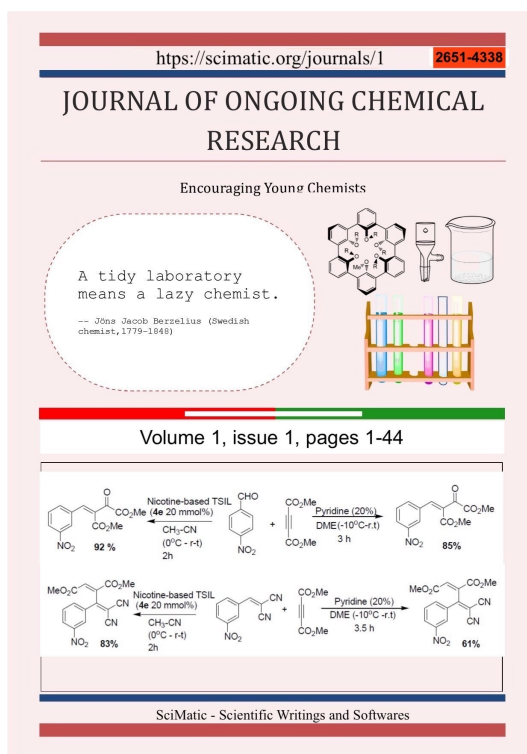 htps://scimatic.org/journals/1
2651-4338
JOURNAL OF ONGOING CHEMICAL
RESEARCH
Encouraging Young Chemists
A tidy laboratory
means a lazy chemist.
-- Jöns Jacob Berzelius (Swedish
chemist,1779-1848)
R R
O O
R O O R
O O
Me R
Volume 1, issue 1, pages 1-44
O
CO₂Me
CO₂Me
NO₂
92 %
Nicotine-based TSIL
(4e 20 mmol%)
CH₃-CN
(0°C - r-t)
2h
CHO
NO₂
+
CO₂Me
CO₂Me
Pyridine (20%)
DME(-10°C-r.t)
3 h
O
CO₂Me
CO₂Me
NO₂
85%
MeO₂C
CO₂Me
CN
CN
NO₂
83%
Nicotine-based TSIL
(4e 20 mmol%)
CH₃-CN
(0°C - r-t)
2h
CN
CN
NO₂
+
CO₂Me
CO₂Me
Pyridine (20%)
DME (-10°C -r.t)
3.5 h
MeO₂C
CO₂Me
CN
CN
NO₂
61%
SciMatic - Scientific Writings and Softwares